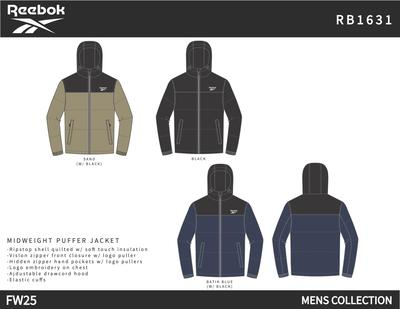 Reebok
RB1631
SAND
(W/ BLACK)
BLACK
MIDWEIGHT PUFFER JACKET
-Ripstop shell quilted w/ soft touch insulation
-Vislon zipper front closure w/ logo puller
-Hidden zipper hand pockets w/ logo pullers
-Logo embroidery on chest
-Ajdustable drawcord hood
-Elastic cuffs
BATIK BLUE
(W/ BLACK)
FW25
MENS COLLECTION